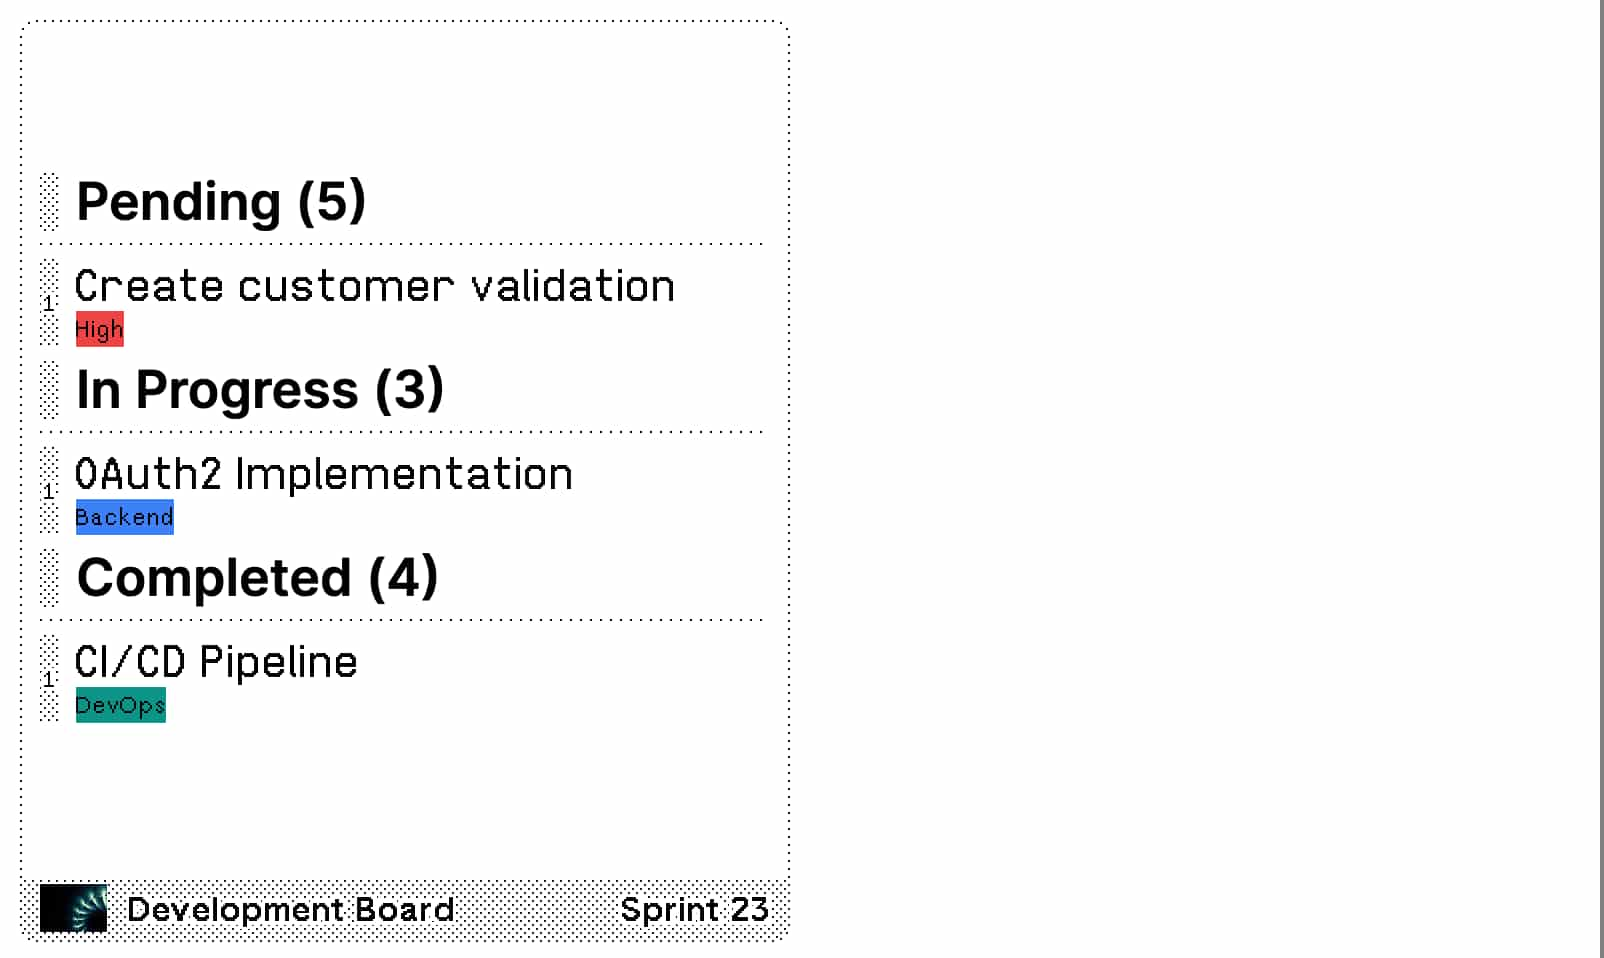 Pending (5)
1
Create customer validation
High
In Progress (3)
1
OAuth2 Implementation
Backend
Completed (4)
1
CI/CD Pipeline
DevOps
Development Board
Sprint 23